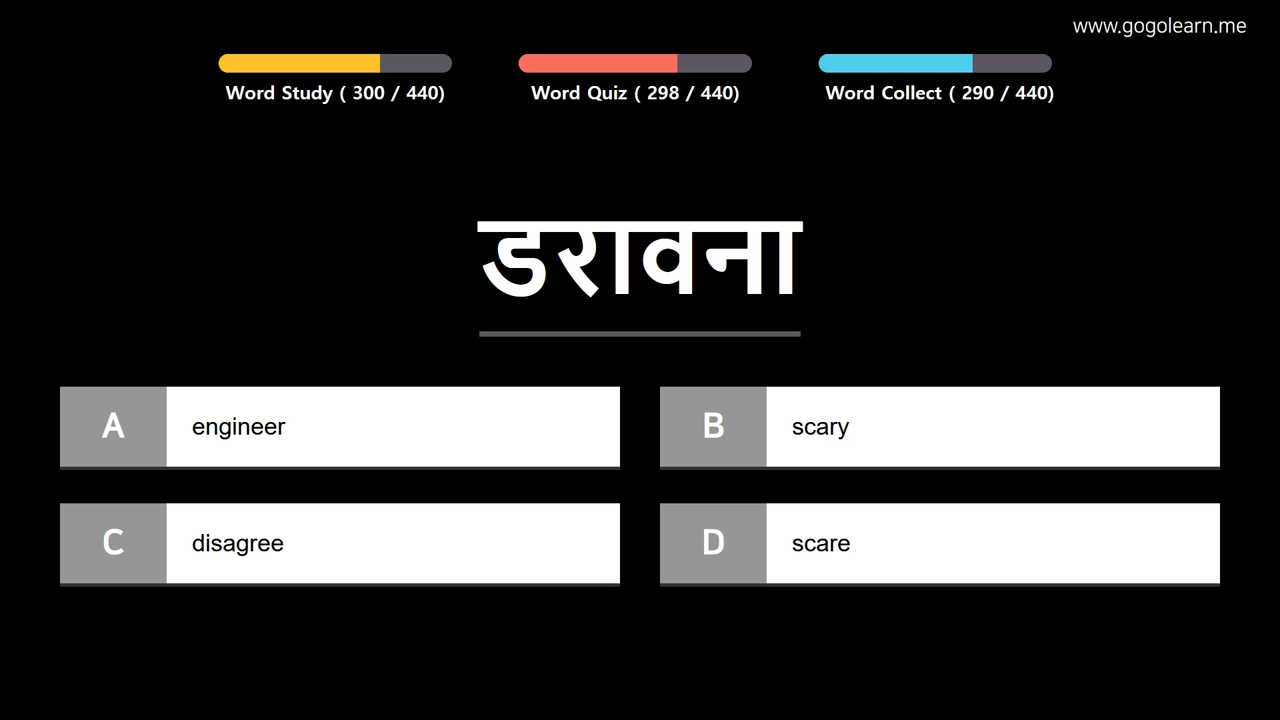 www.gogolearn.me
Word Study ( 300 / 440)
Word Quiz ( 298 / 440)
Word Collect ( 290 / 440)
डरावना
A
engineer
B
scary
C
disagree
D
scare